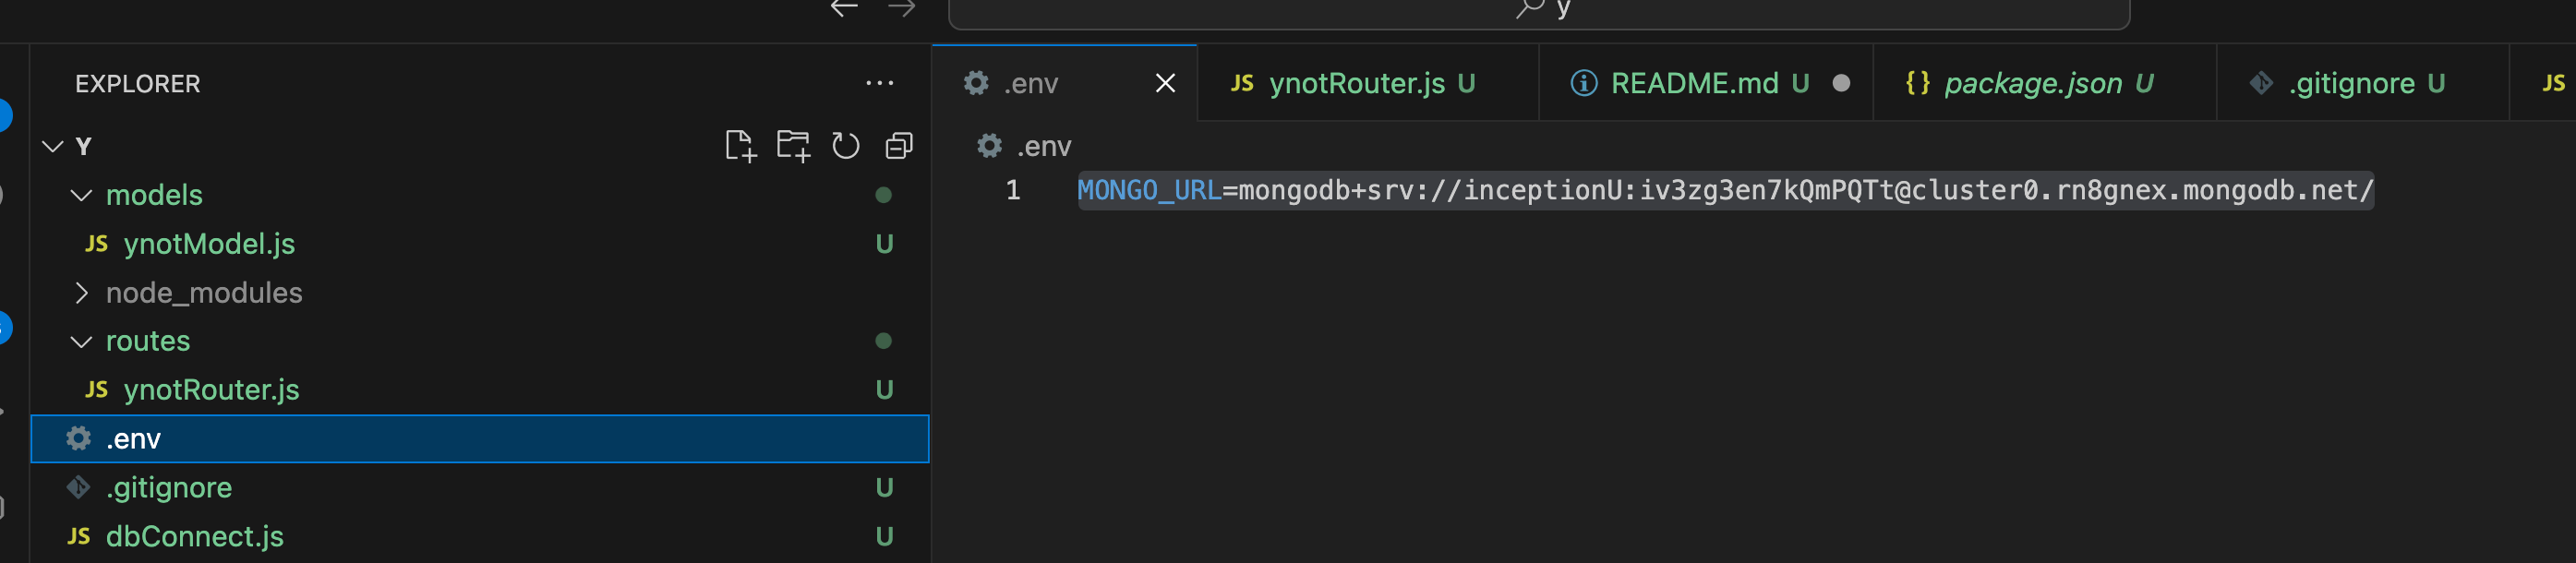 y
EXPLORER
Y
models
JS ynotModel.js U
node_modules
routes
JS ynotRouter.js U
.env
.gitignore U
JS dbConnect.js U
.env
JS ynotRouter.js U
README.md U
{} package.json U
.gitignore U
JS
.env
1 MONGO_URL=mongodb+srv://inceptionU:iv3zg3en7kQmPQTt@cluster0.rn8gnex.mongodb.net/